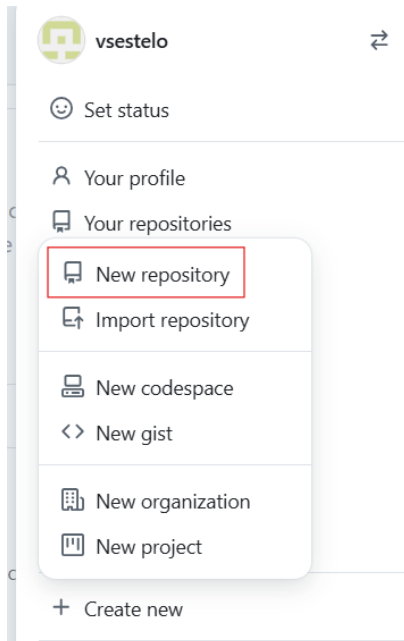 vsestelo
Set status
Your profile
Your repositories
New repository
Import repository
New codespace
New gist
New organization
New project
Create new